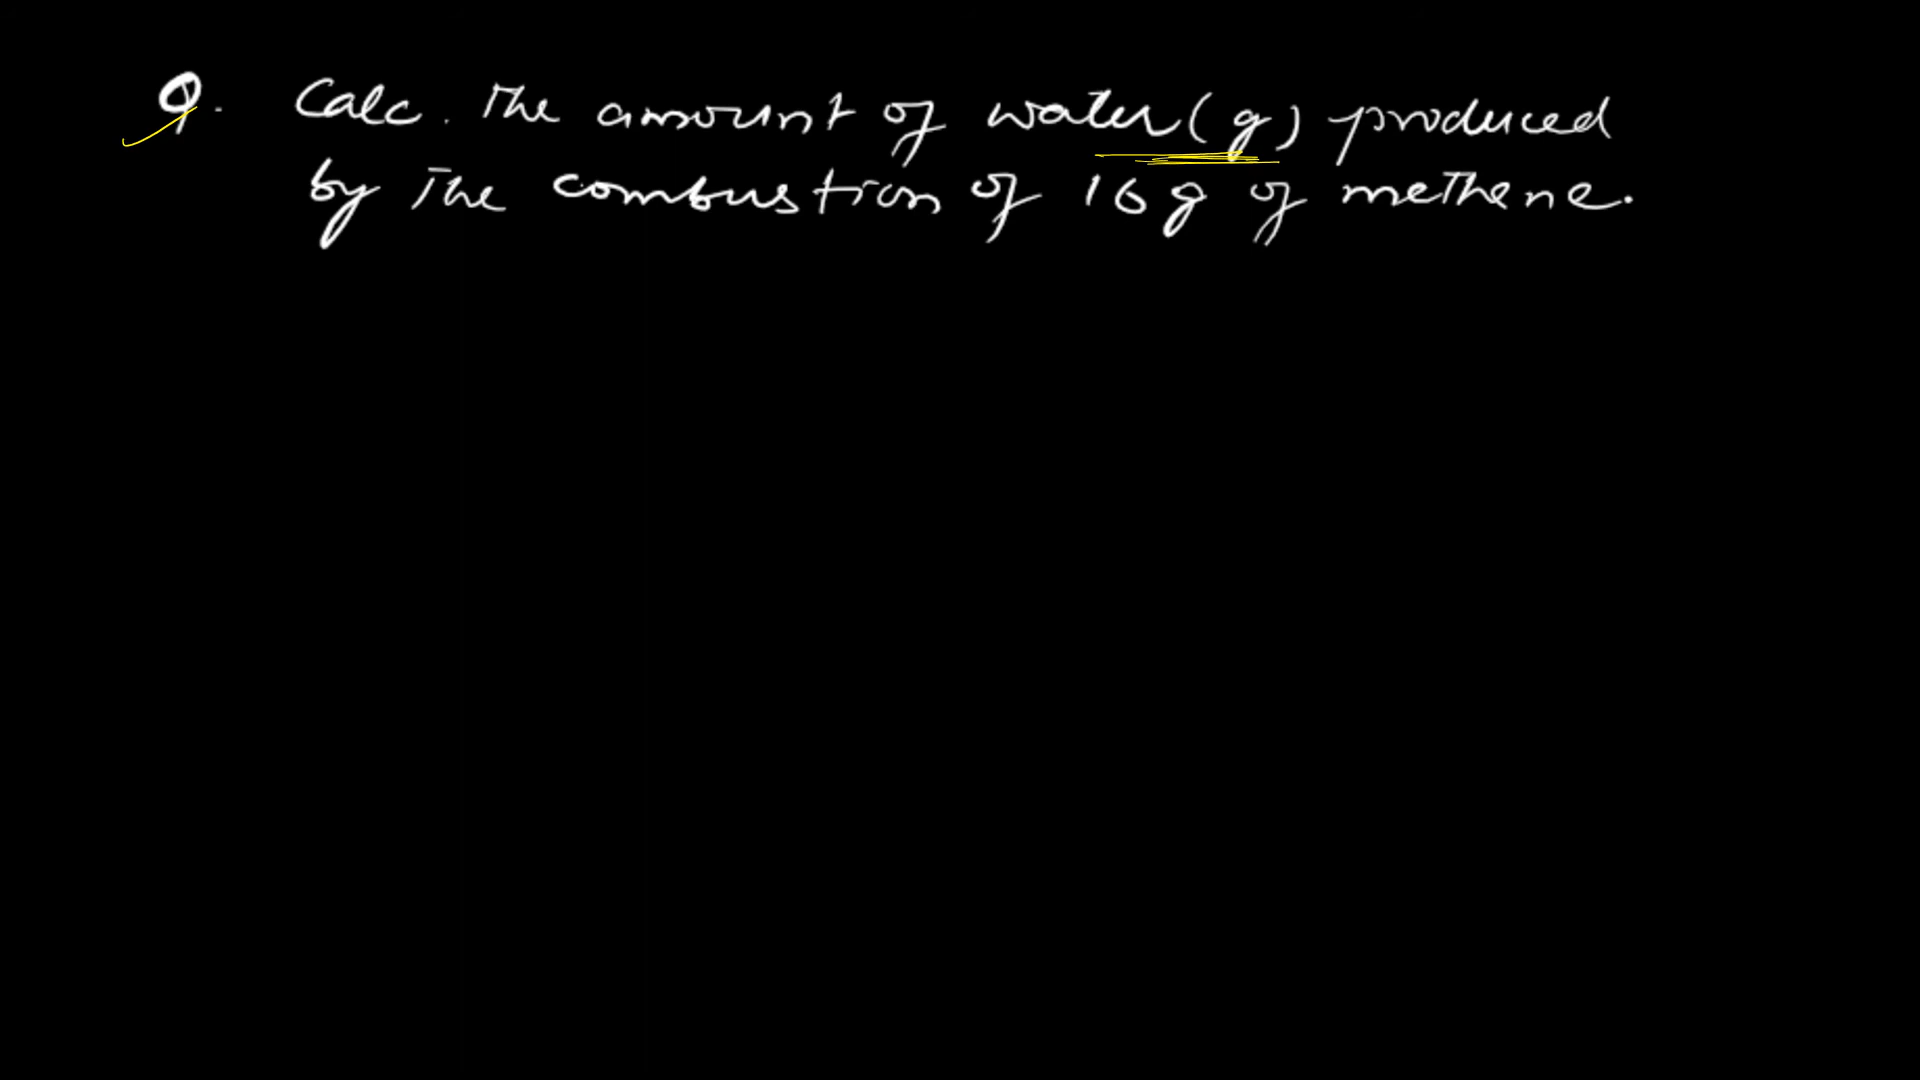 Q. Calc. The amount of water(g) produced
by The combustion of 16g of methene.